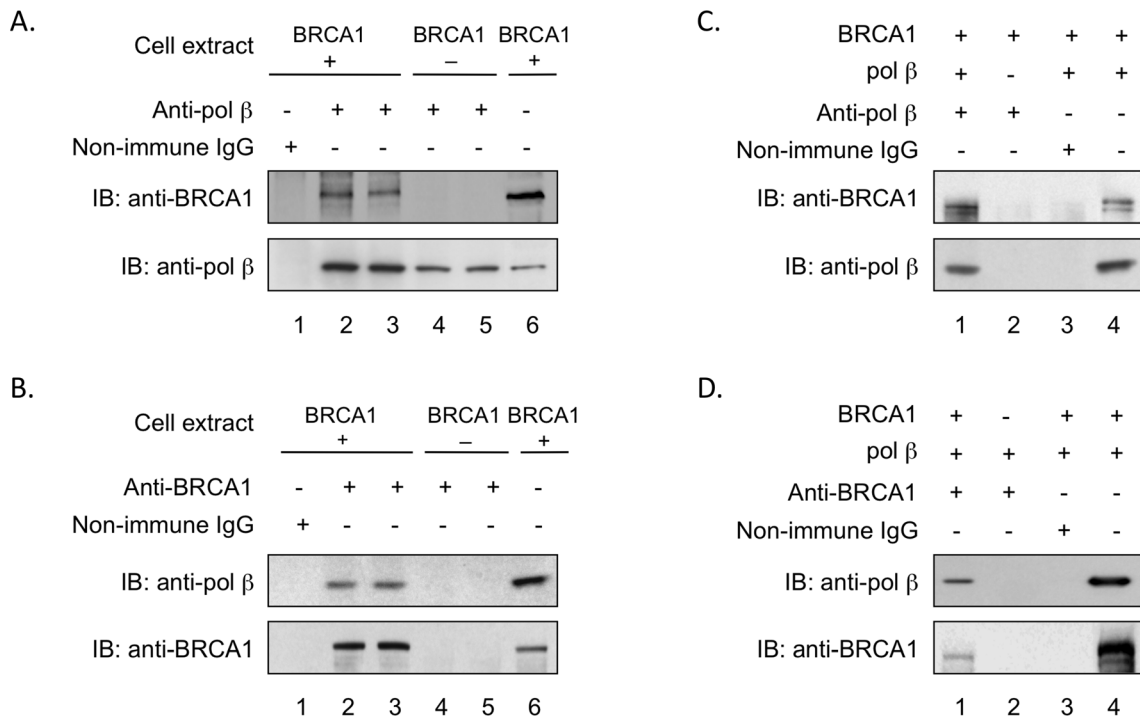 A.
Cell extract BRCA1 BRCA1 BRCA1
+ – +
Anti-pol β - + + + + -
Non-immune IgG + - - - - -
IB: anti-BRCA1
IB: anti-pol β
1 2 3 4 5 6
B.
Cell extract BRCA1 BRCA1 BRCA1
+ – +
Anti-BRCA1 - + + + + -
Non-immune IgG + - - - - -
IB: anti-pol β
IB: anti-BRCA1
1 2 3 4 5 6
C.
BRCA1 + + + +
pol β + - + +
Anti-pol β + + - -
Non-immune IgG - - + -
IB: anti-BRCA1
IB: anti-pol β
1 2 3 4
D.
BRCA1 + - + +
pol β + + + +
Anti-BRCA1 + + - -
Non-immune IgG - - + -
IB: anti-pol β
IB: anti-BRCA1
1 2 3 4